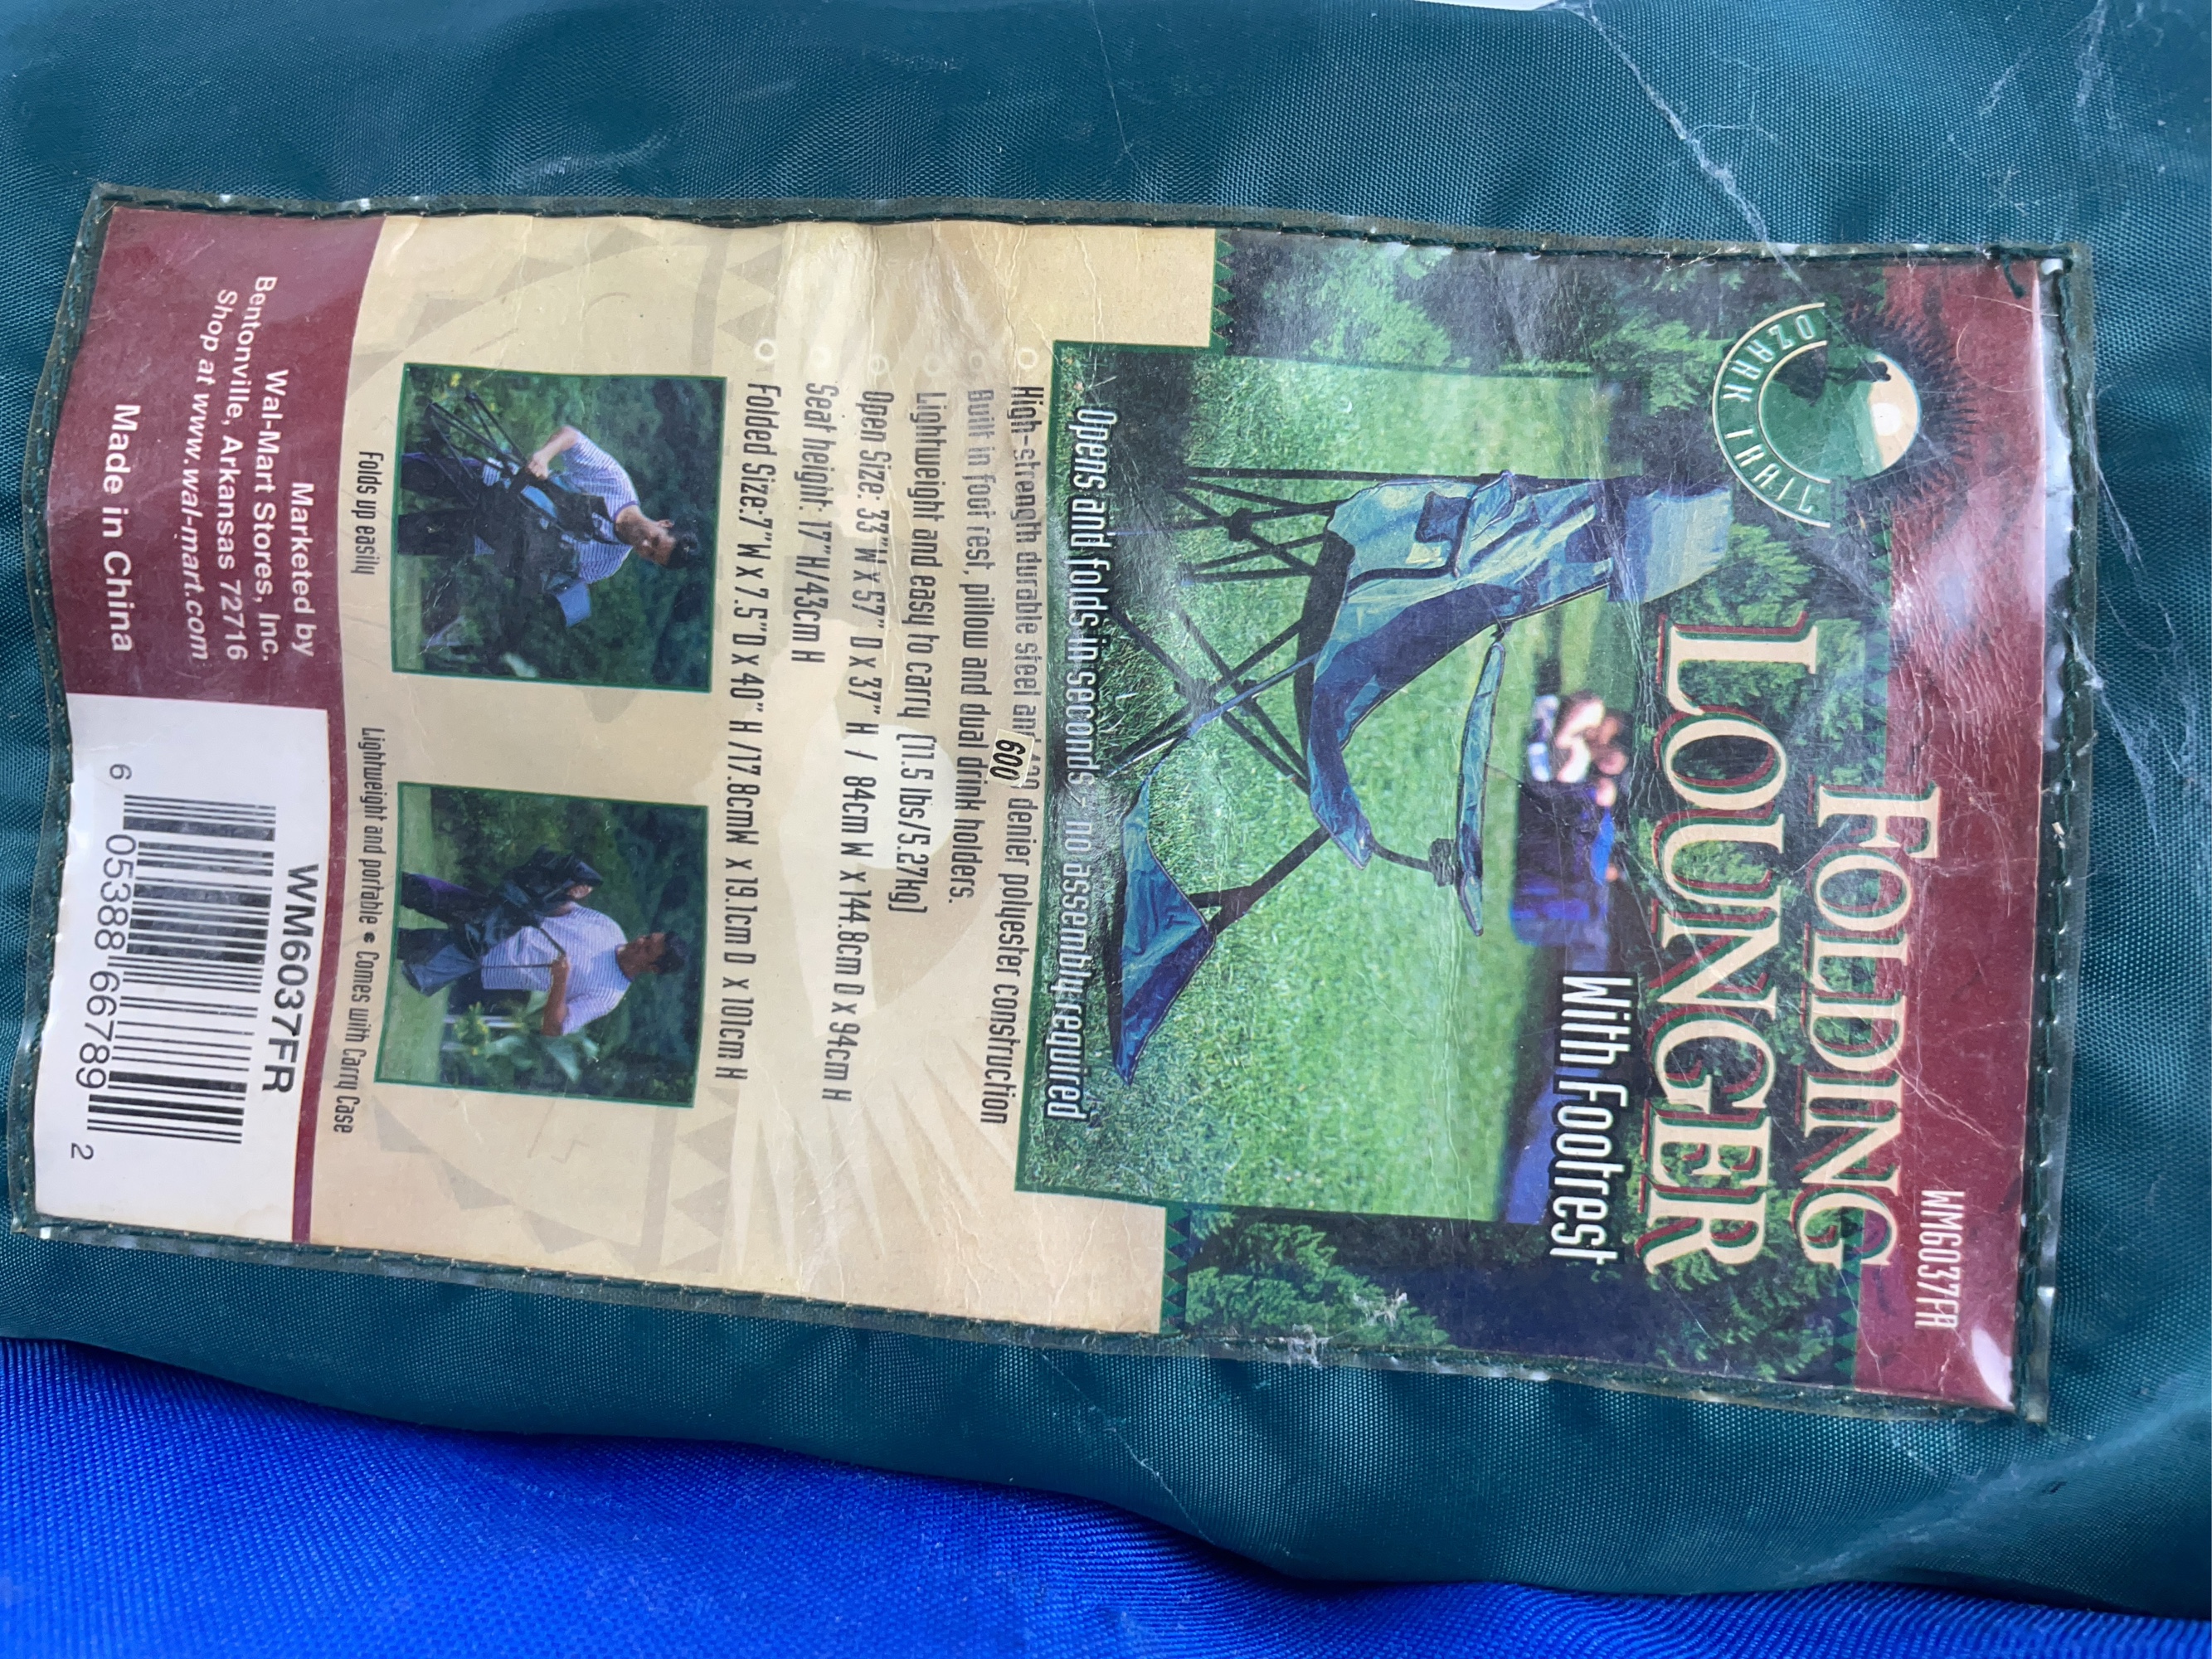 WM6037FR
OZARK TRAIL
FOLDING
LOUNGER
With Footrest
Opens and folds in seconds - no assembly required
High-strength durable steel and 420 denier polyester construction
600
Built in foot rest, pillow and dual drink holders.
Lightweight and easy to carry (11.5 lbs/5.27kg)
Open Size: 33" W x 57" D x 37" H / 84cm W x 144.8cm D x 94cm H
Seat height: 17" H/43cm H
Folded Size: 7" W x 7.5" D x 40" H /17.8cmW x 19.1cm D x 101cm H
Folds up easily
Lightweight and portable • Comes with Carry Case
Marketed by
Wal-Mart Stores, Inc.
Bentonville, Arkansas 72716
Shop at www.wal-mart.com
Made in China
WM6037FR
6 05388 66789 2